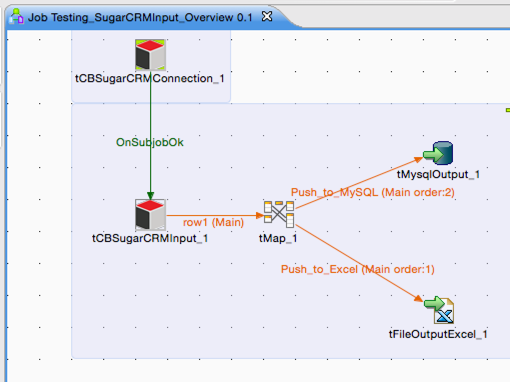 Job Testing_SugarCRMInput_Overview 0.1
tCBSugarCRMConnection_1
OnSubjobOk
tMysqlOutput_1
Push_to_MySQL (Main order:2)
row1 (Main)
tCBSugarCRMInput_1
tMap_1
Push_to_Excel (Main order:1)
tFileOutputExcel_1